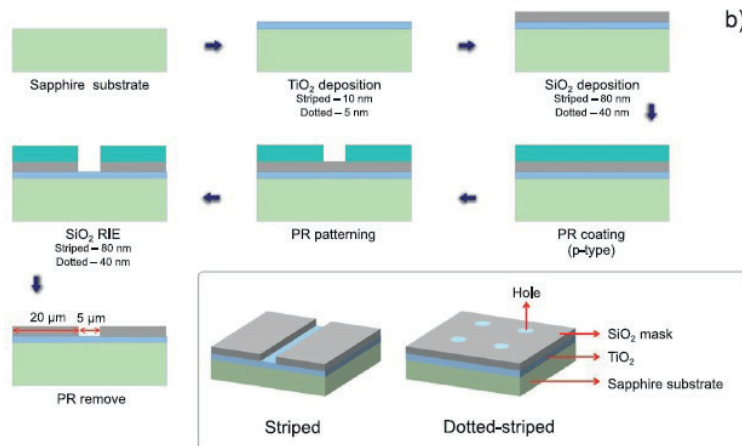 b)
Sapphire substrate
TiO₂ deposition
Striped – 10 nm
Dotted – 5 nm
SiO₂ deposition
Striped – 80 nm
Dotted – 40 nm
SiO₂ RIE
Striped – 80 nm
Dotted – 40 nm
PR patterning
PR coating
(p-type)
20 μm
5 μm
PR remove
Hole
SiO₂ mask
TiO₂
Sapphire substrate
Striped
Dotted-striped